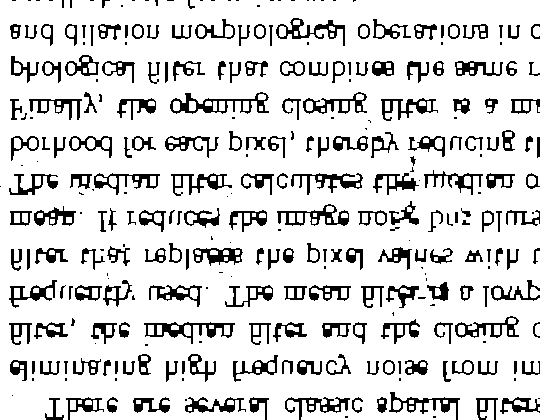 There are several classic spatial filters
eliminating high frequency noise from im
filter, the median filter and the closing o
frequently used. The mean filter is a lowp
filter that replaces the pixel values with t
mean. It reduces the image noise but blurs
The median filter calculates the median o
borhood for each pixel, thereby reducing th
Finally, the opening closing filter is a ma
phological filter that combines the same r
and dilation morphological operations in o